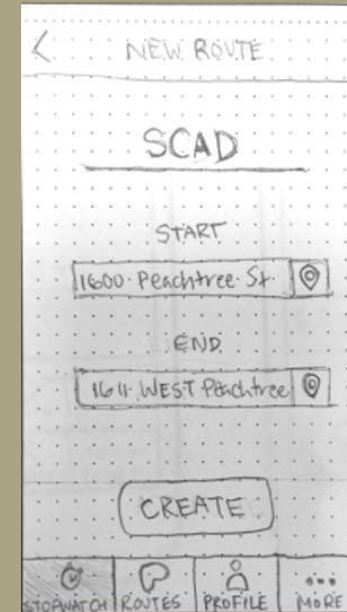 NEW ROUTE
SCAD
START
1600 Peachtree St.
END
1611 WEST Peachtree
CREATE
STOPWATCH ROUTES PROFILE MORE